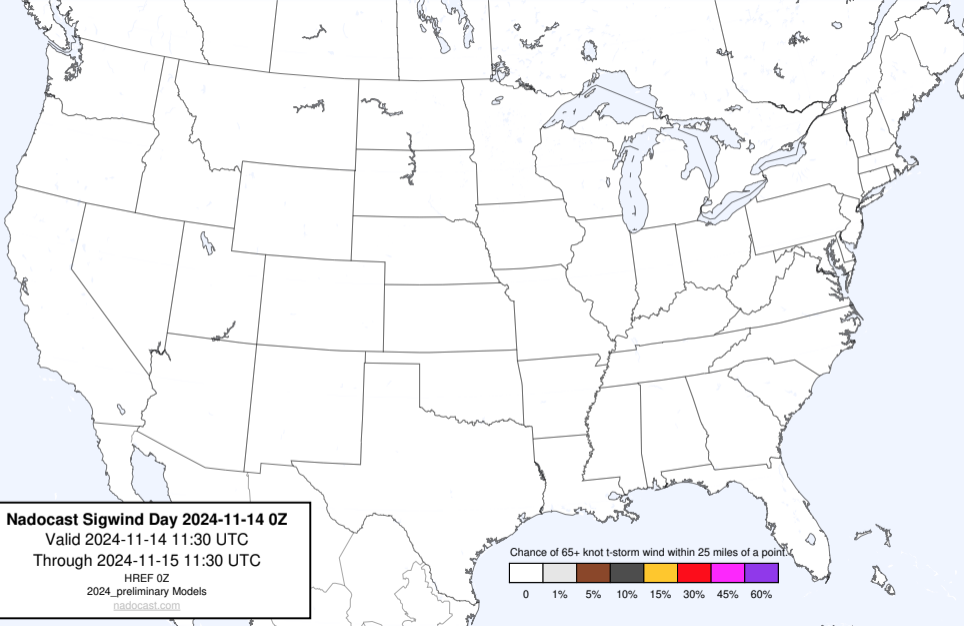 Nadocast Sigwind Day 2024-11-14 0Z
Valid 2024-11-14 11:30 UTC
Through 2024-11-15 11:30 UTC
HREF 0Z
2024_preliminary Models
nadocast.com
Chance of 65+ knot t-storm wind within 25 miles of a point.
0 1% 5% 10% 15% 30% 45% 60%